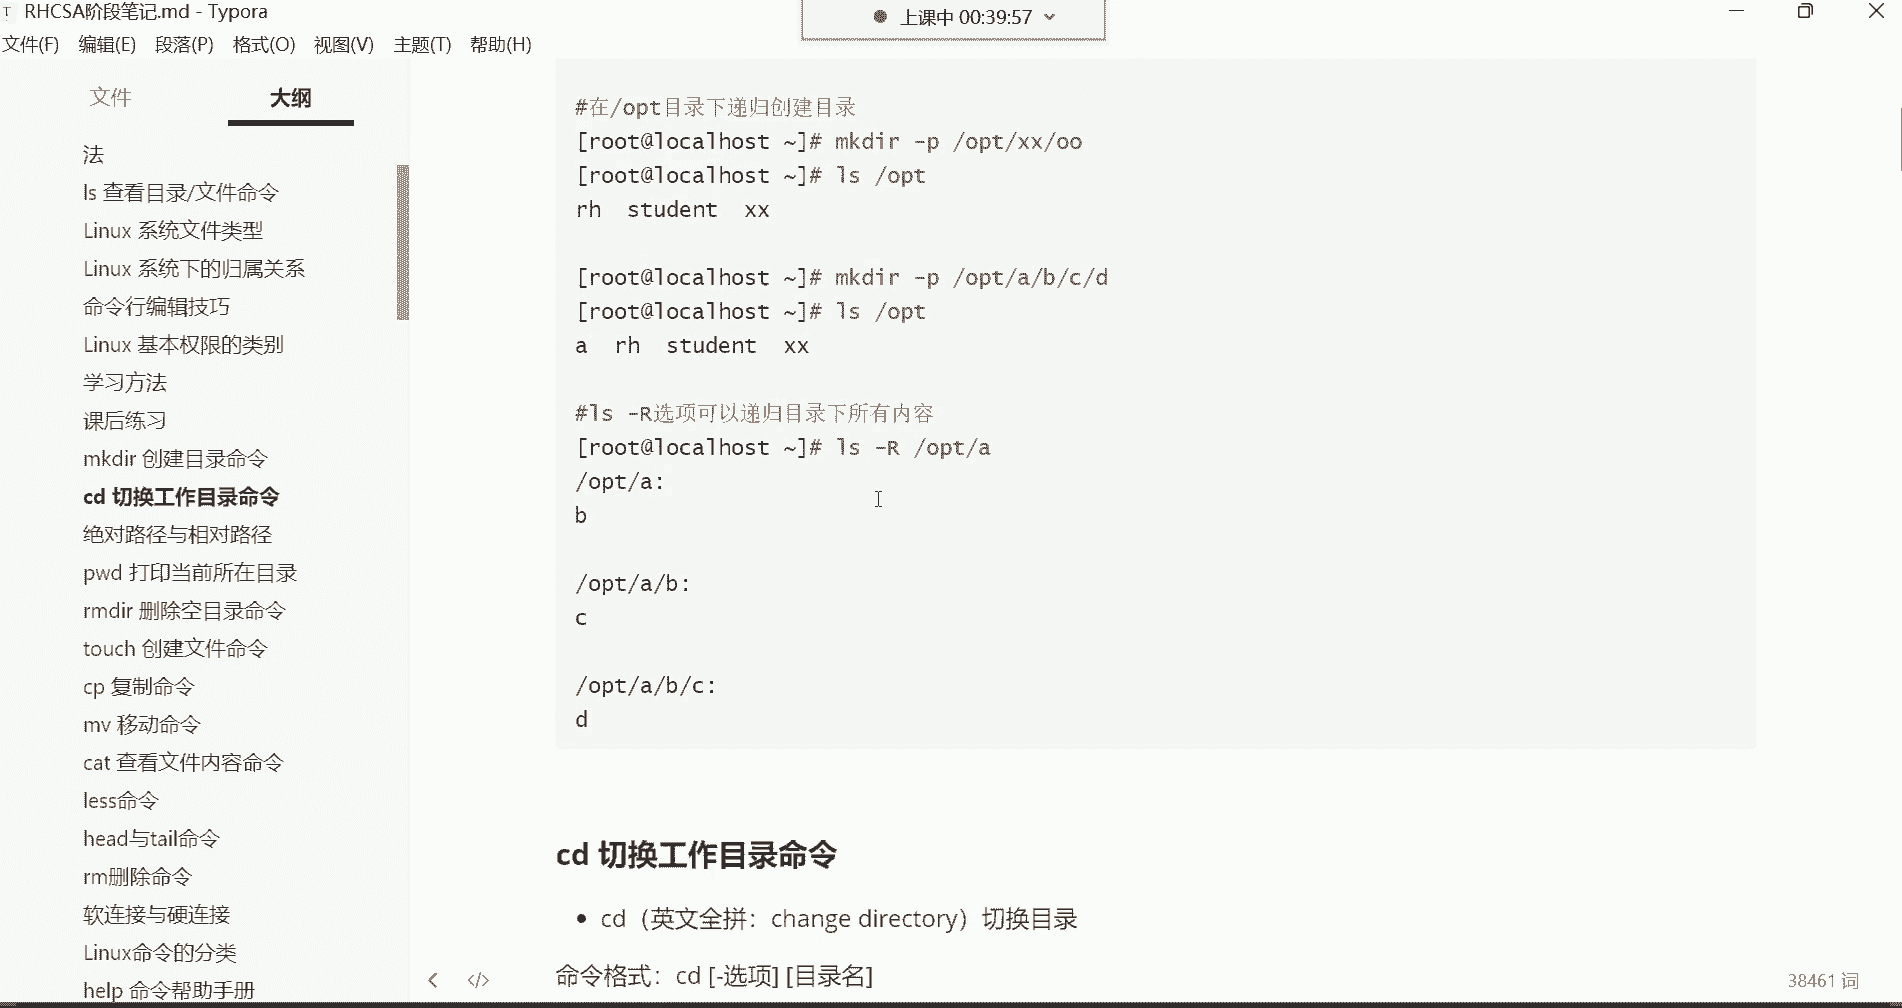 RHCSA阶段笔记.md - Typora
上课中 00:39:57
文件(F) 编辑(E) 段落(P) 格式(O) 视图(V) 主题(T) 帮助(H)
文件 大纲
法
ls 查看目录/文件命令
Linux 系统文件类型
Linux 系统下的归属关系
命令行编辑技巧
Linux 基本权限的类别
学习方法
课后练习
mkdir 创建目录命令
cd 切换工作目录命令
绝对路径与相对路径
pwd 打印当前所在目录
rmdir 删除空目录命令
touch 创建文件命令
cp 复制命令
mv 移动命令
cat 查看文件内容命令
less命令
head与tail命令
rm删除命令
软连接与硬连接
Linux命令的分类
help 命令帮助手册
#在/opt目录下递归创建目录
[root@localhost ~]# mkdir -p /opt/xx/oo
[root@localhost ~]# ls /opt
rh student xx
[root@localhost ~]# mkdir -p /opt/a/b/c/d
[root@localhost ~]# ls /opt
a rh student xx
#ls -R选项可以递归目录下所有内容
[root@localhost ~]# ls -R /opt/a
/opt/a:
b
/opt/a/b:
c
/opt/a/b/c:
d
cd 切换工作目录命令
• cd（英文全拼：change directory）切换目录
命令格式：cd [-选项] [目录名]
38461 词